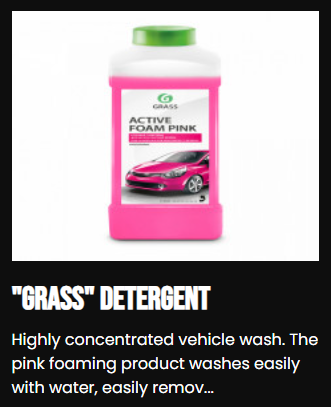 GRASS
ACTIVE
FOAM PINK
"GRASS" DETERGENT
Highly concentrated vehicle wash. The
pink foaming product washes easily
with water, easily remov...